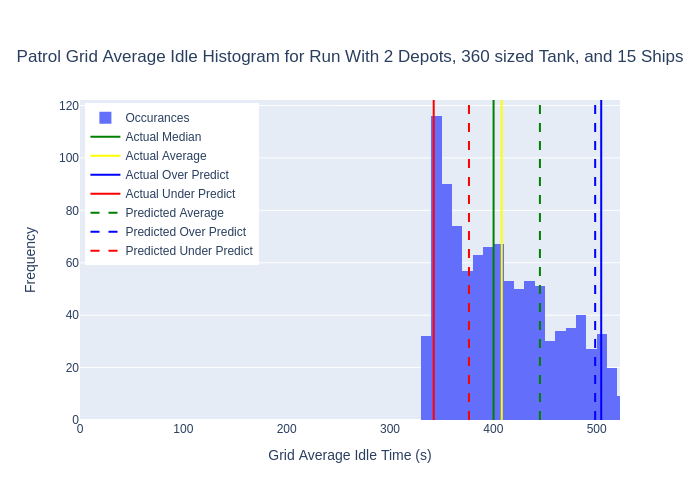 Patrol Grid Average Idle Histogram for Run With 2 Depots, 360 sized Tank, and 15 Ships
Occurances
Actual Median
Actual Average
Actual Over Predict
Actual Under Predict
Predicted Average
Predicted Over Predict
Predicted Under Predict
120
100
80
60
40
20
0
Frequency
0 100 200 300 400 500
Grid Average Idle Time (s)